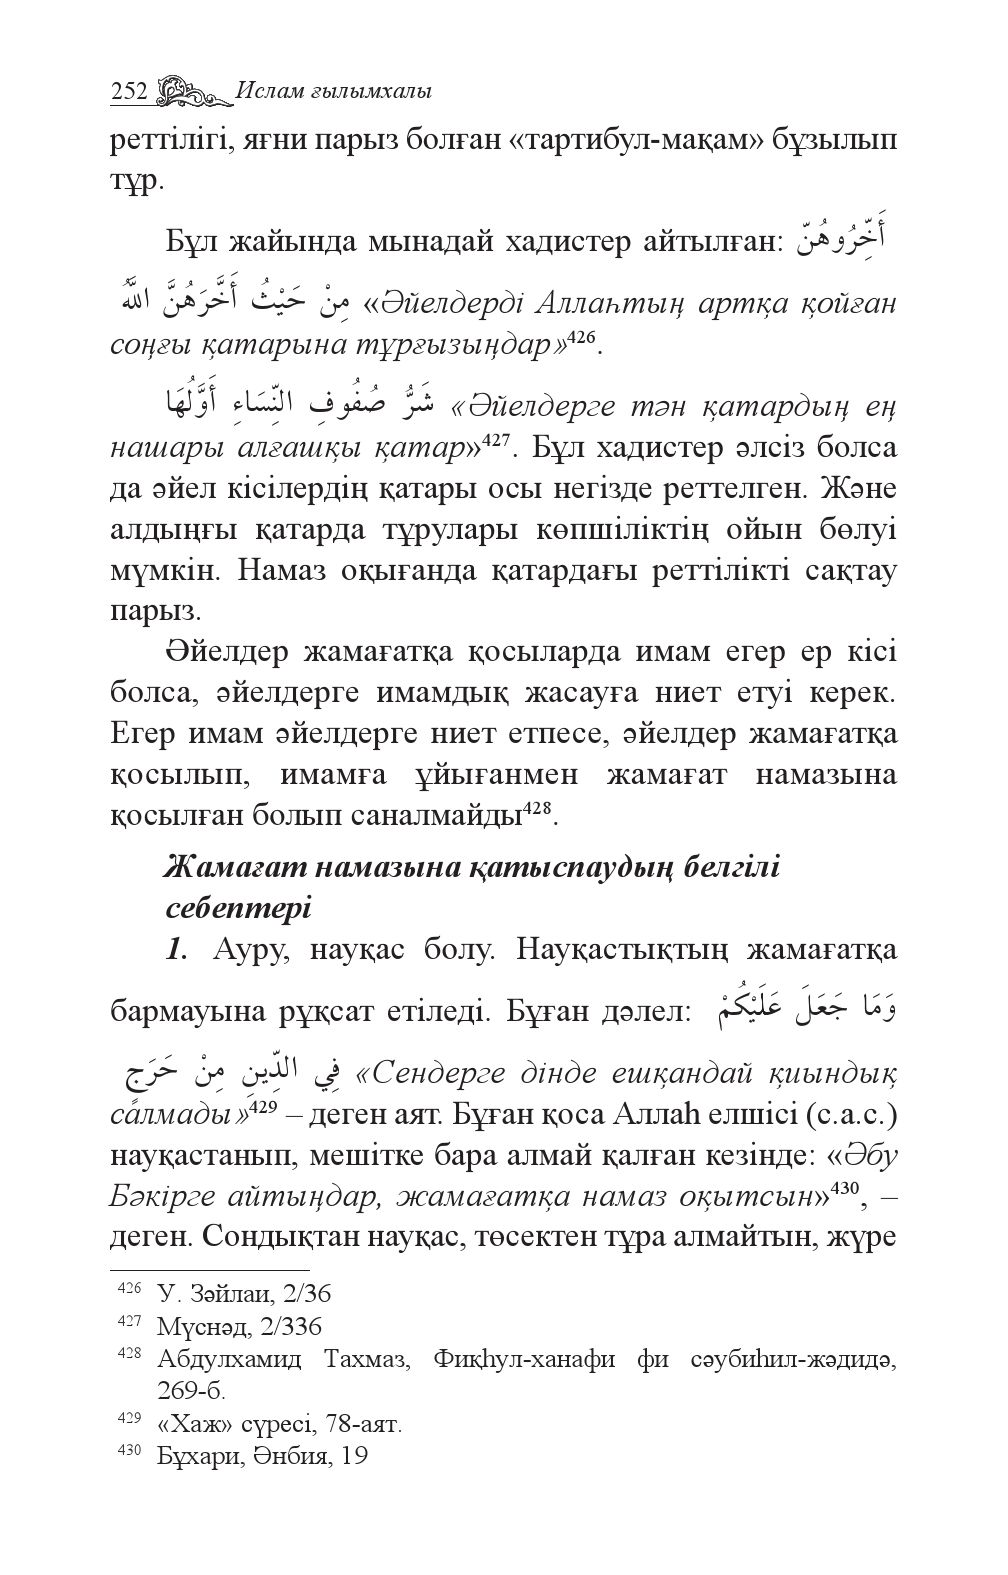 252 Ислам ғылымхалы
реттілігі, яғни парыз болған «тартибул-мақам» бұзылып
тұр.
Бұл жайында мынадай хадистер айтылған: أَخِّرُوهُنّ
مِنْ حَيْثُ أَخَّرَهُنَّ اللَّهُ «Әйелдерді Аллаһтың артқа қойған
соңғы қатарына тұрғызыңдар»⁴²⁶.
شَرُّ صُفُوفِ النِّسَاءِ أَوَّلُهَا «Әйелдерге тән қатардың ең
нашары алғашқы қатар»⁴²⁷. Бұл хадистер әлсіз болса
да әйел кісілердің қатары осы негізде реттелген. Және
алдыңғы қатарда тұрулары көпшіліктің ойын бөлуі
мүмкін. Намаз оқығанда қатардағы реттілікті сақтау
парыз.
Әйелдер жамағатқа қосыларда имам егер ер кісі
болса, әйелдерге имамдық жасауға ниет етуі керек.
Егер имам әйелдерге ниет етпесе, әйелдер жамағатқа
қосылып, имамға ұйығанмен жамағат намазына
қосылған болып саналмайды⁴²⁸.
Жамағат намазына қатыспаудың белгілі
себептері
1. Ауру, науқас болу. Науқастықтың жамағатқа
бармауына рұқсат етіледі. Бұған дәлел: وَمَا جَعَلَ عَلَيْكُمْ
فِي الدِّينِ مِنْ حَرَجٍ «Сендерге дінде ешқандай қиындық
салмады»⁴²⁹ – деген аят. Бұған қоса Аллаһ елшісі (с.а.с.)
науқастанып, мешітке бара алмай қалған кезінде: «Әбу
Бәкірге айтыңдар, жамағатқа намаз оқытсын»⁴³⁰, –
деген. Сондықтан науқас, төсектен тұра алмайтын, жүре
426 У. Зәйлаи, 2/36
427 Мүснәд, 2/336
428 Абдулхамид Тахмаз, Фиқһул-ханафи фи сәубиһил-жәдидә,
269-б.
429 «Хаж» сүресі, 78-аят.
430 Бұхари, Әнбия, 19